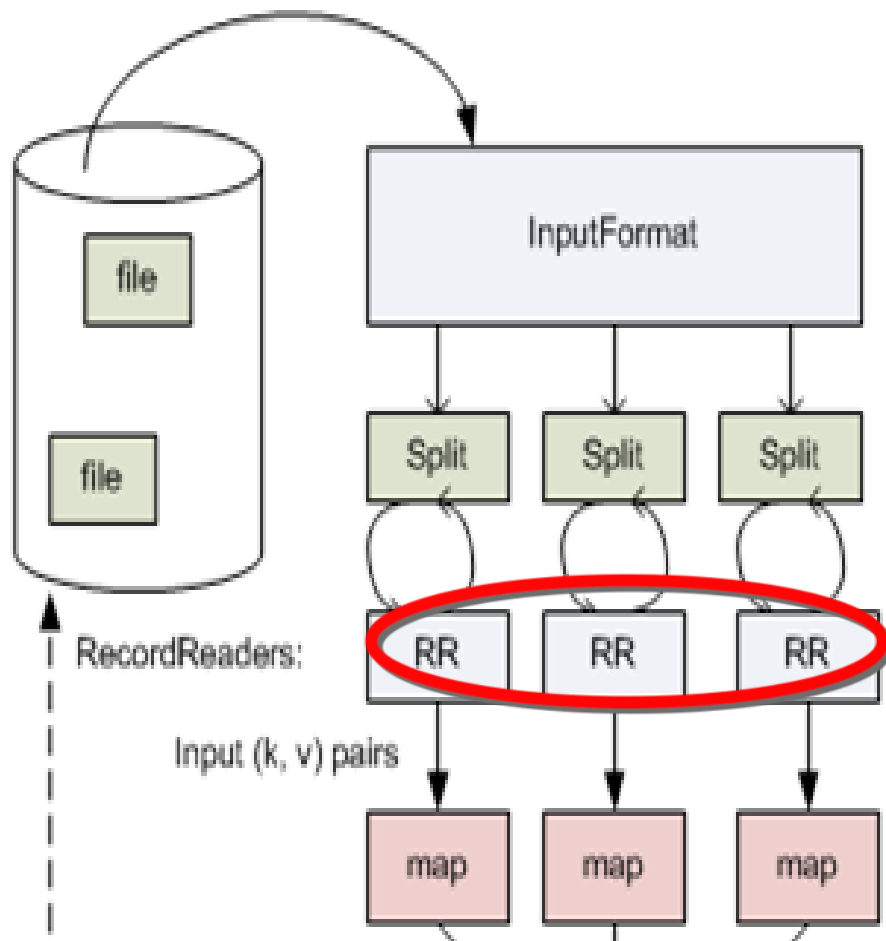 InputFormat
file
file
Split Split Split
RecordReaders: RR RR RR
Input (k, v) pairs
map map map